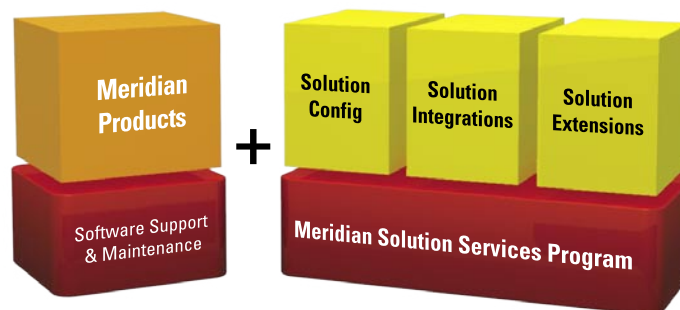 Meridian
Products
Software Support
& Maintenance
+
Solution
Config
Solution
Integrations
Solution
Extensions
Meridian Solution Services Program